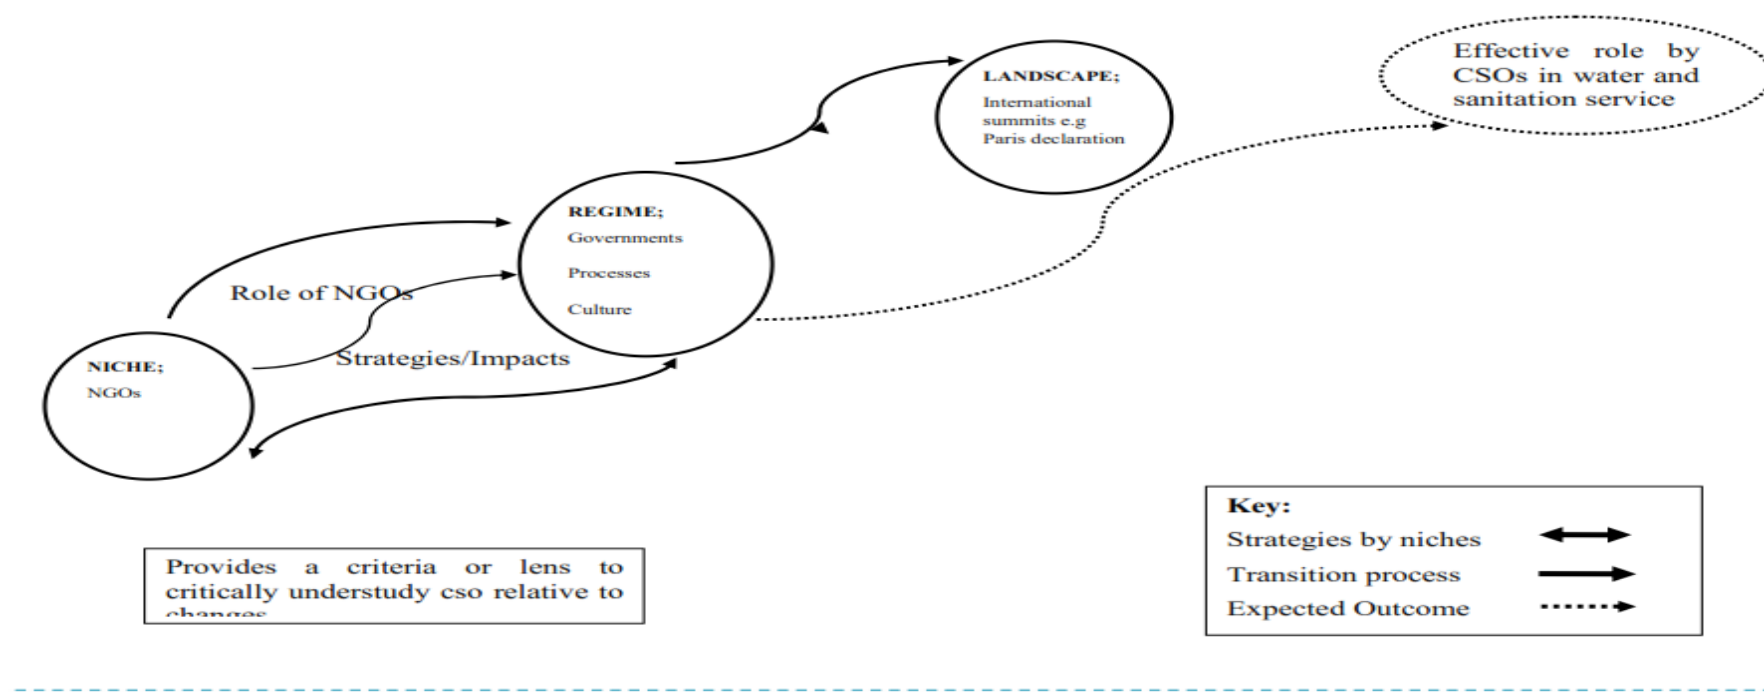 Effective role by
CSOs in water and
sanitation service
LANDSCAPE;
International
summits e.g
Paris declaration
REGIME;
Governments
Processes
Culture
Role of NGOs
Strategies/Impacts
NICHE;
NGOs
Provides a criteria or lens to
critically understudy cso relative to
changes
Key:
Strategies by niches
Transition process
Expected Outcome